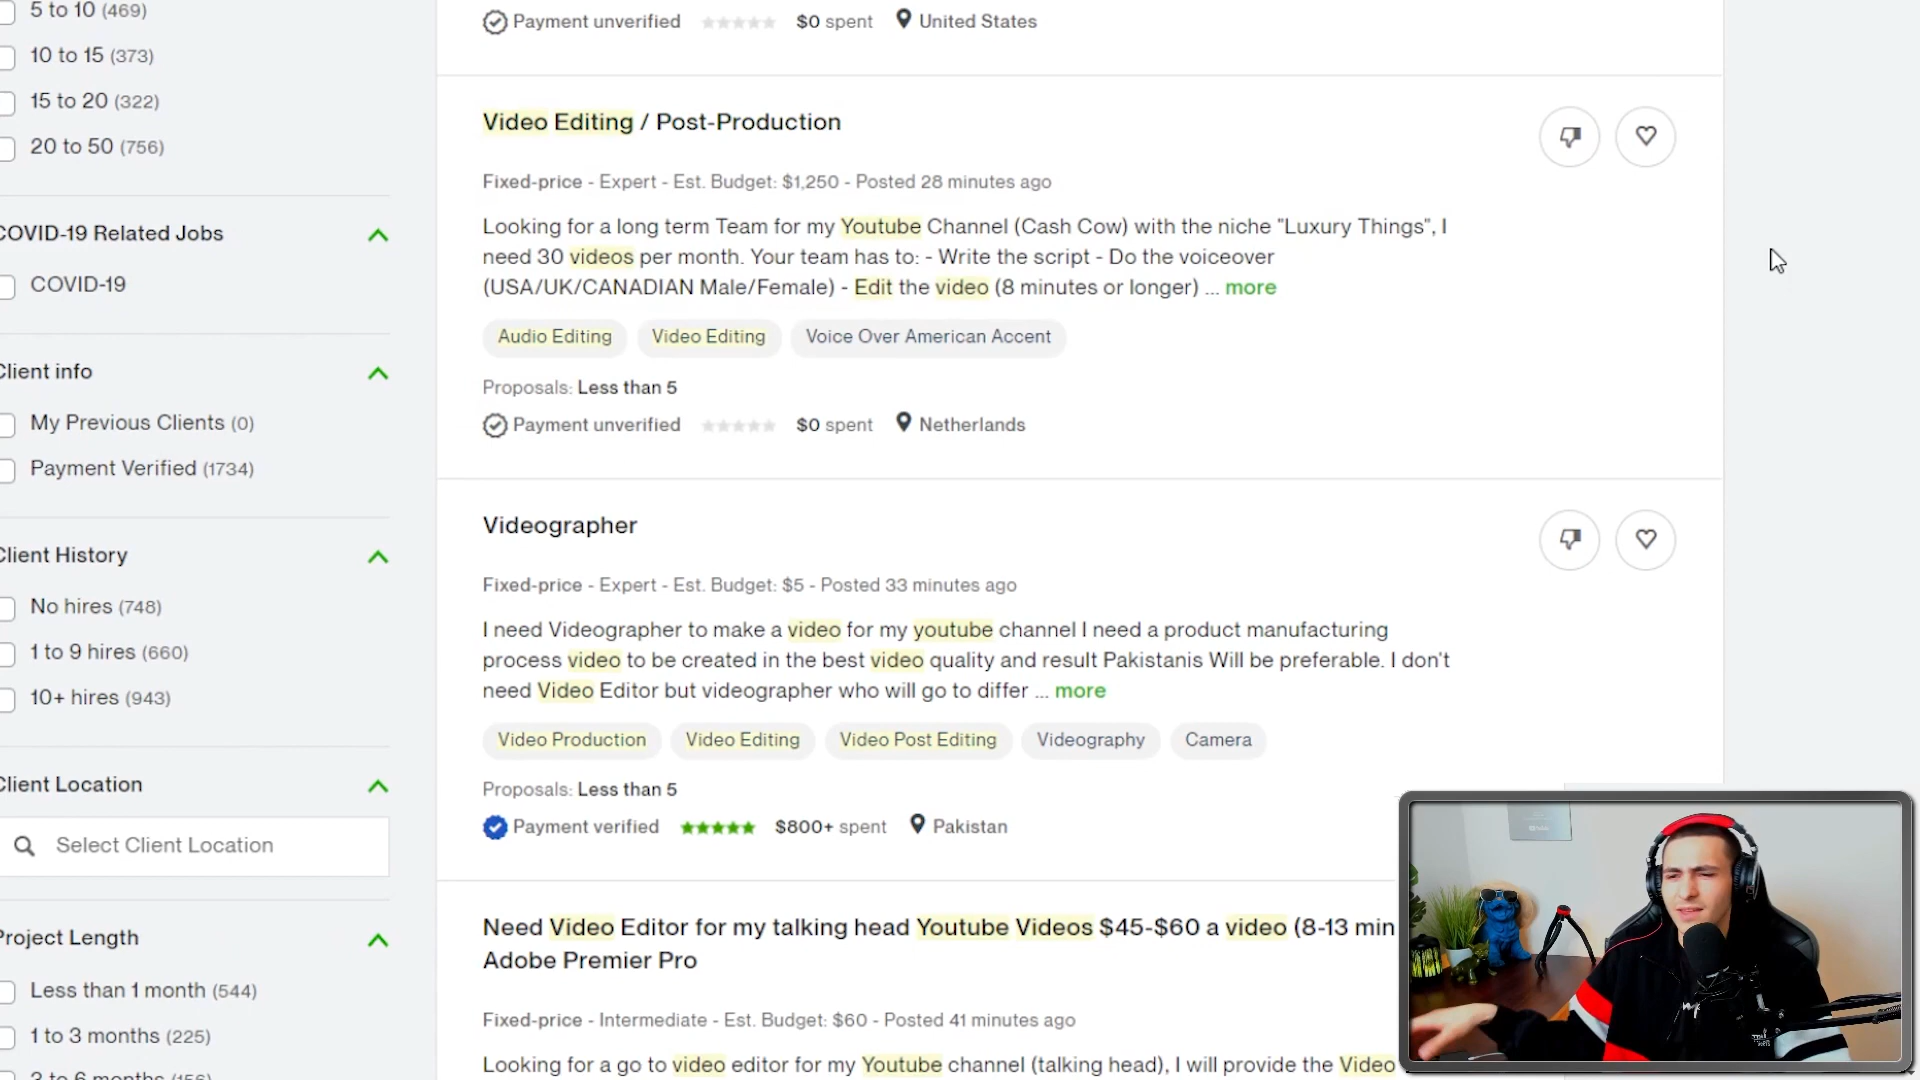 5 to 10 (469)
10 to 15 (373)
15 to 20 (322)
20 to 50 (756)
COVID-19 Related Jobs
COVID-19
Client info
My Previous Clients (0)
Payment Verified (1734)
Client History
No hires (748)
1 to 9 hires (660)
10+ hires (943)
Client Location
Select Client Location
Project Length
Less than 1 month (544)
1 to 3 months (225)
3 to 6 months (156)
Payment unverified $0 spent United States
Video Editing / Post-Production
Fixed-price - Expert - Est. Budget: $1,250 - Posted 28 minutes ago
Looking for a long term Team for my Youtube Channel (Cash Cow) with the niche "Luxury Things", I
need 30 videos per month. Your team has to: - Write the script - Do the voiceover
(USA/UK/CANADIAN Male/Female) - Edit the video (8 minutes or longer) ... more
Audio Editing Video Editing Voice Over American Accent
Proposals: Less than 5
Payment unverified $0 spent Netherlands
Videographer
Fixed-price - Expert - Est. Budget: $5 - Posted 33 minutes ago
I need Videographer to make a video for my youtube channel I need a product manufacturing
process video to be created in the best video quality and result Pakistanis Will be preferable. I don't
need Video Editor but videographer who will go to differ ... more
Video Production Video Editing Video Post Editing Videography Camera
Proposals: Less than 5
Payment verified $800+ spent Pakistan
Need Video Editor for my talking head Youtube Videos $45-$60 a video (8-13 min
Adobe Premier Pro
Fixed-price - Intermediate - Est. Budget: $60 - Posted 41 minutes ago
Looking for a go to video editor for my Youtube channel (talking head), I will provide the Video